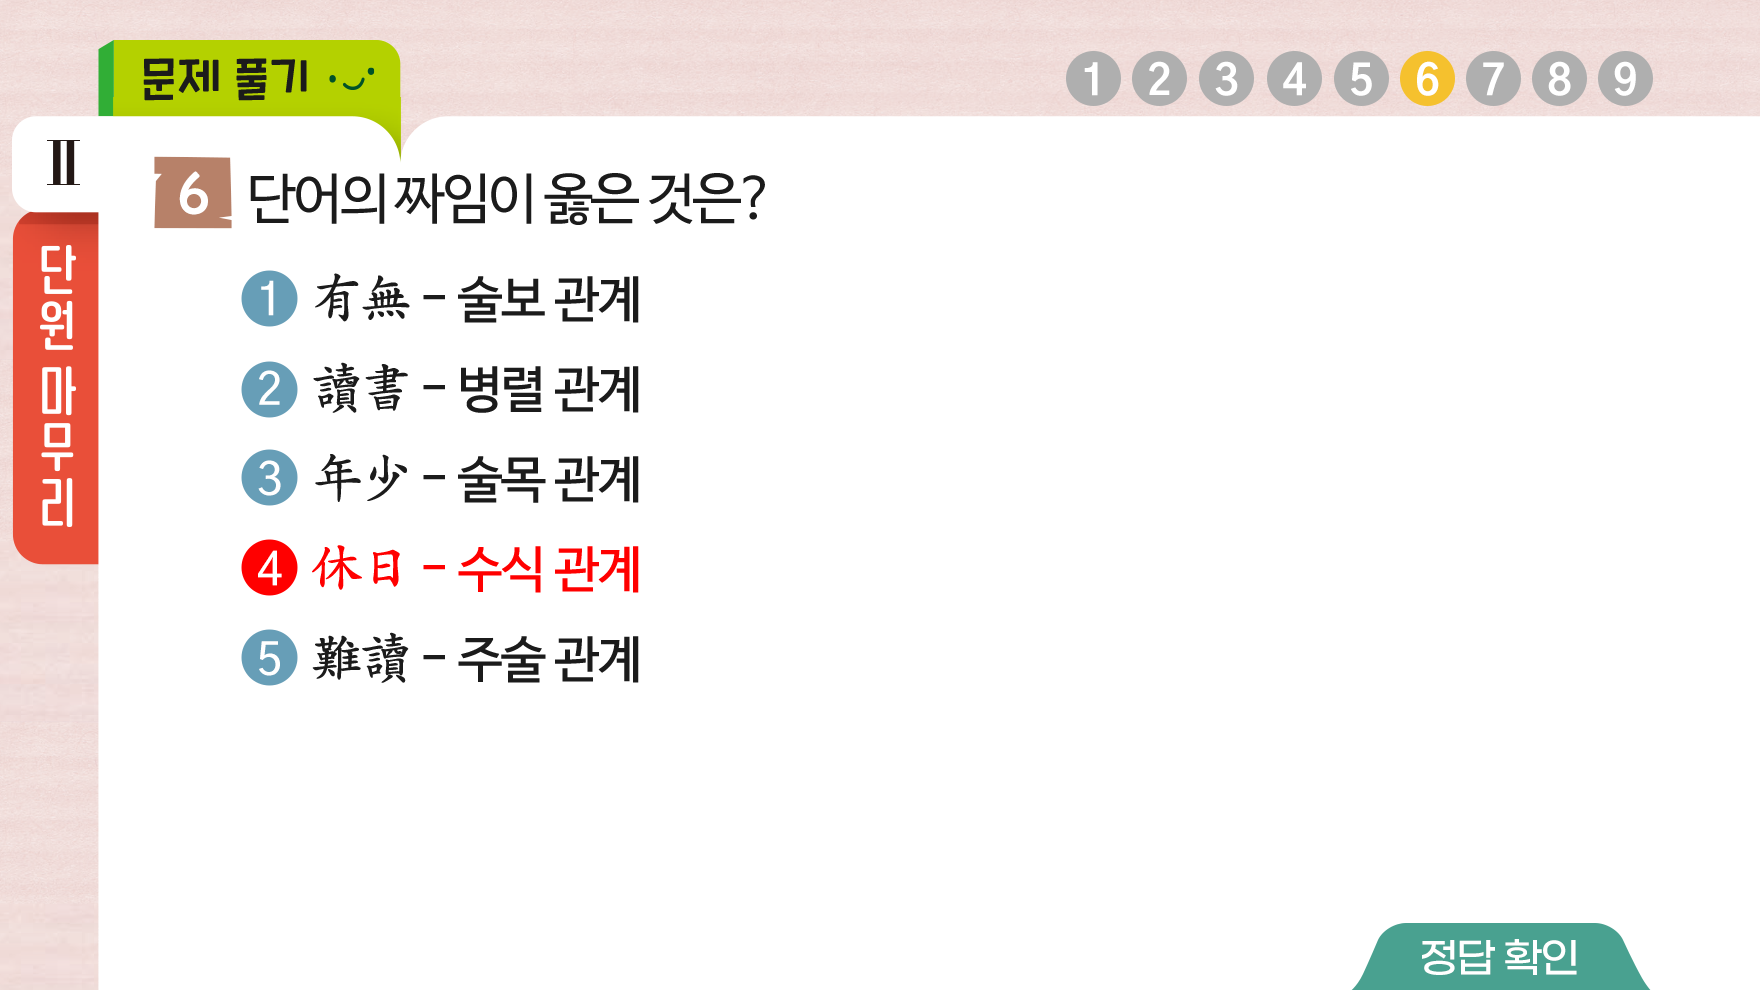 문제 풀기
1 2 3 4 5 6 7 8 9
Ⅱ
단원 마무리
6 단어의 짜임이 옳은 것은?
1 有無 - 술보 관계
2 讀書 - 병렬 관계
3 年少 - 술목 관계
4 休日 - 수식 관계
5 難讀 - 주술 관계
정답 확인